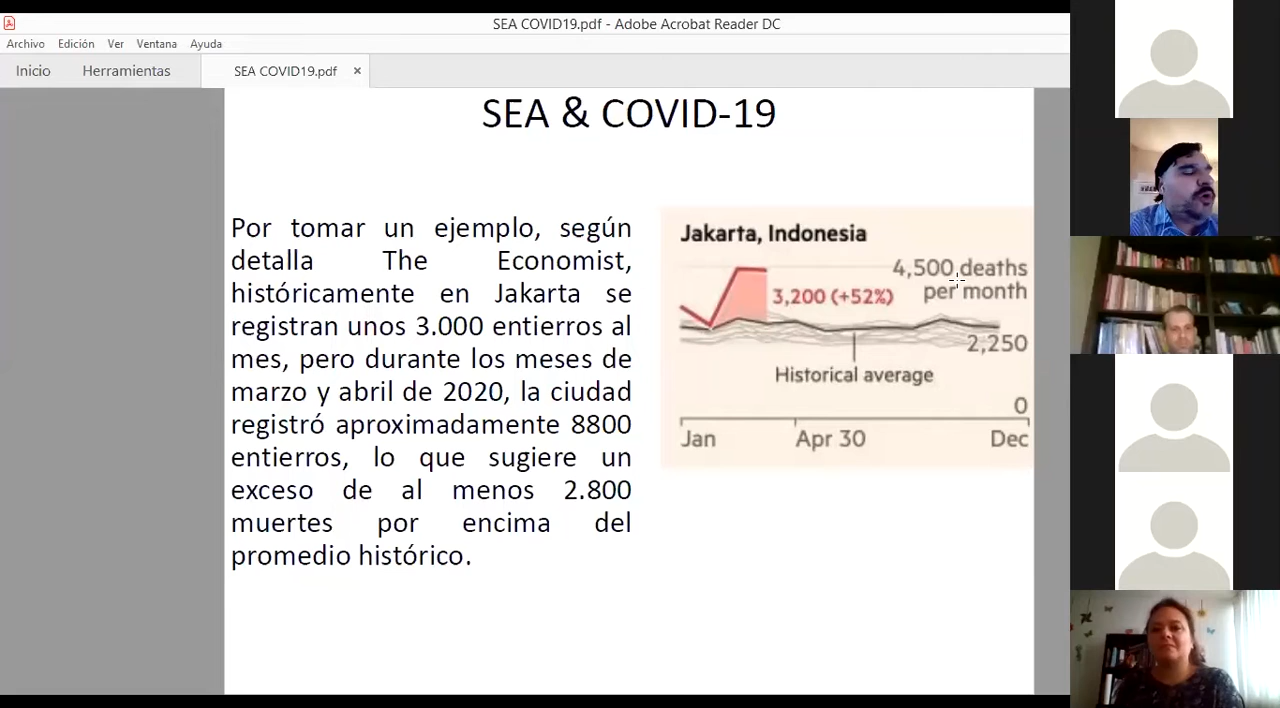 SEA COVID19.pdf - Adobe Acrobat Reader DC
Archivo Edición Ver Ventana Ayuda
Inicio Herramientas SEA COVID19.pdf ×
SEA & COVID-19
Por tomar un ejemplo, según
detalla The Economist,
históricamente en Jakarta se
registran unos 3.000 entierros al
mes, pero durante los meses de
marzo y abril de 2020, la ciudad
registró aproximadamente 8800
entierros, lo que sugiere un
exceso de al menos 2.800
muertes por encima del
promedio histórico.
Jakarta, Indonesia
4,500 deaths
per month
3,200 (+52%)
2,250
Historical average
0
Jan Apr 30 Dec